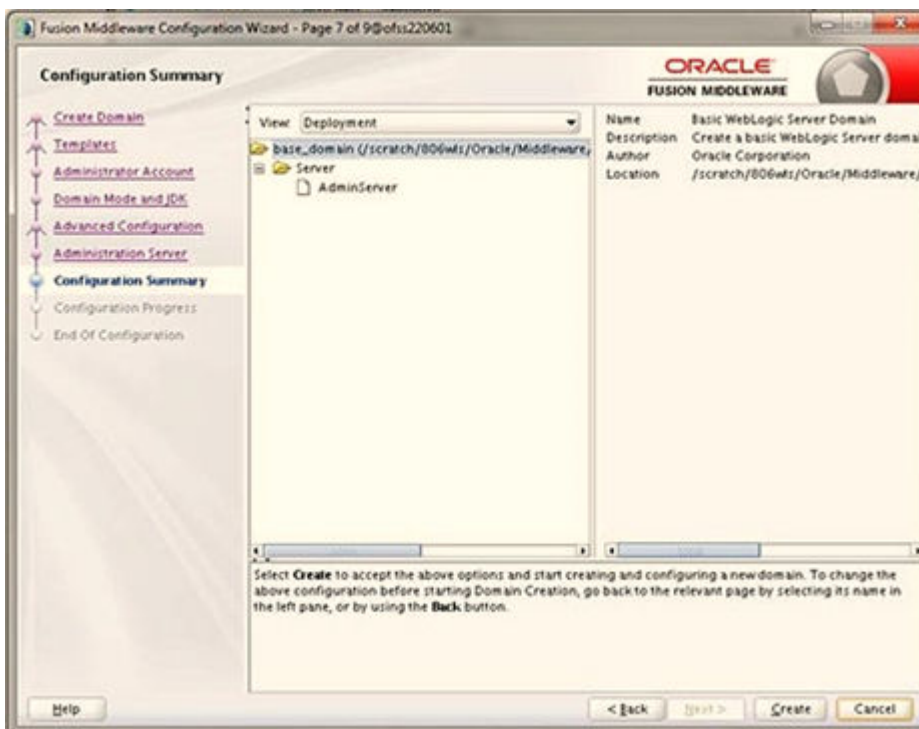 Fusion Middleware Configuration Wizard - Page 7 of 9@ofss220601
Configuration Summary
ORACLE
FUSION MIDDLEWARE
Create Domain
Templates
Administrator Account
Domain Mode and JDK
Advanced Configuration
Administration Server
Configuration Summary
Configuration Progress
End Of Configuration
View: Deployment
base_domain (/scratch/806wls/Oracle/Middleware/
Server
AdminServer
Name Basic WebLogic Server Domain
Description Create a basic WebLogic Server doma
Author Oracle Corporation
Location /scratch/806wls/Oracle/Middleware/
Select Create to accept the above options and start creating and configuring a new domain. To change the
above configuration before starting Domain Creation, go back to the relevant page by selecting its name in
the left pane, or by using the Back button.
Help
< Back
Next >
Create
Cancel